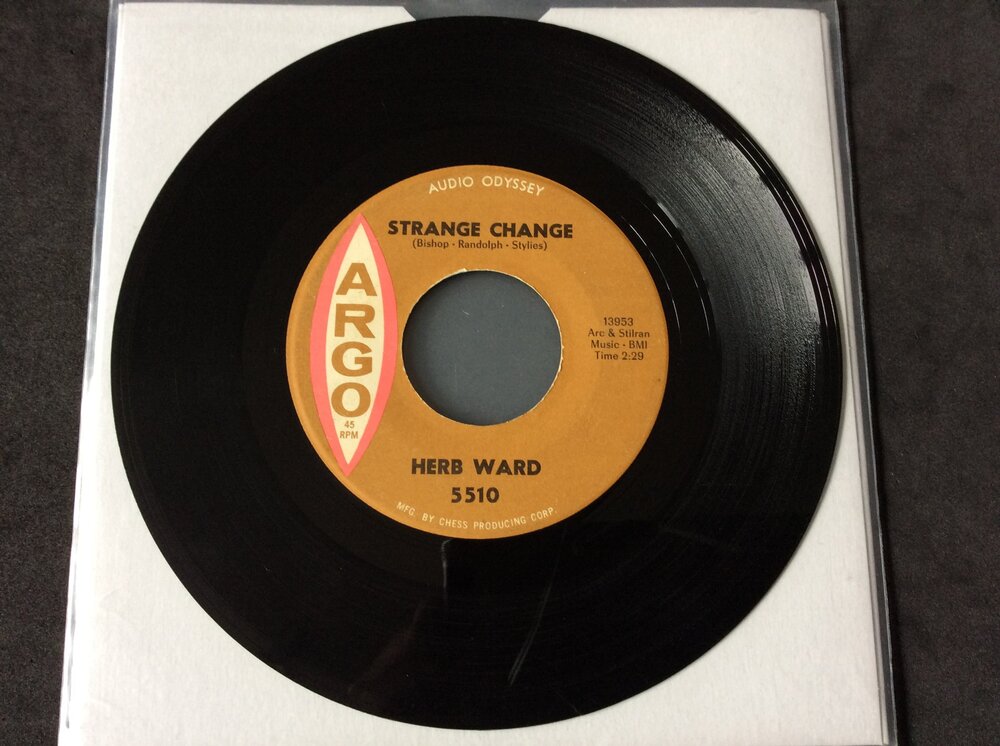 AUDIO ODYSSEY
STRANGE CHANGE
(Bishop · Randolph · Stylies)
ARGO
45
RPM
13953
Arc & Stilran
Music · BMI
Time 2:29
HERB WARD
5510
MFG. BY CHESS PRODUCING CORP.